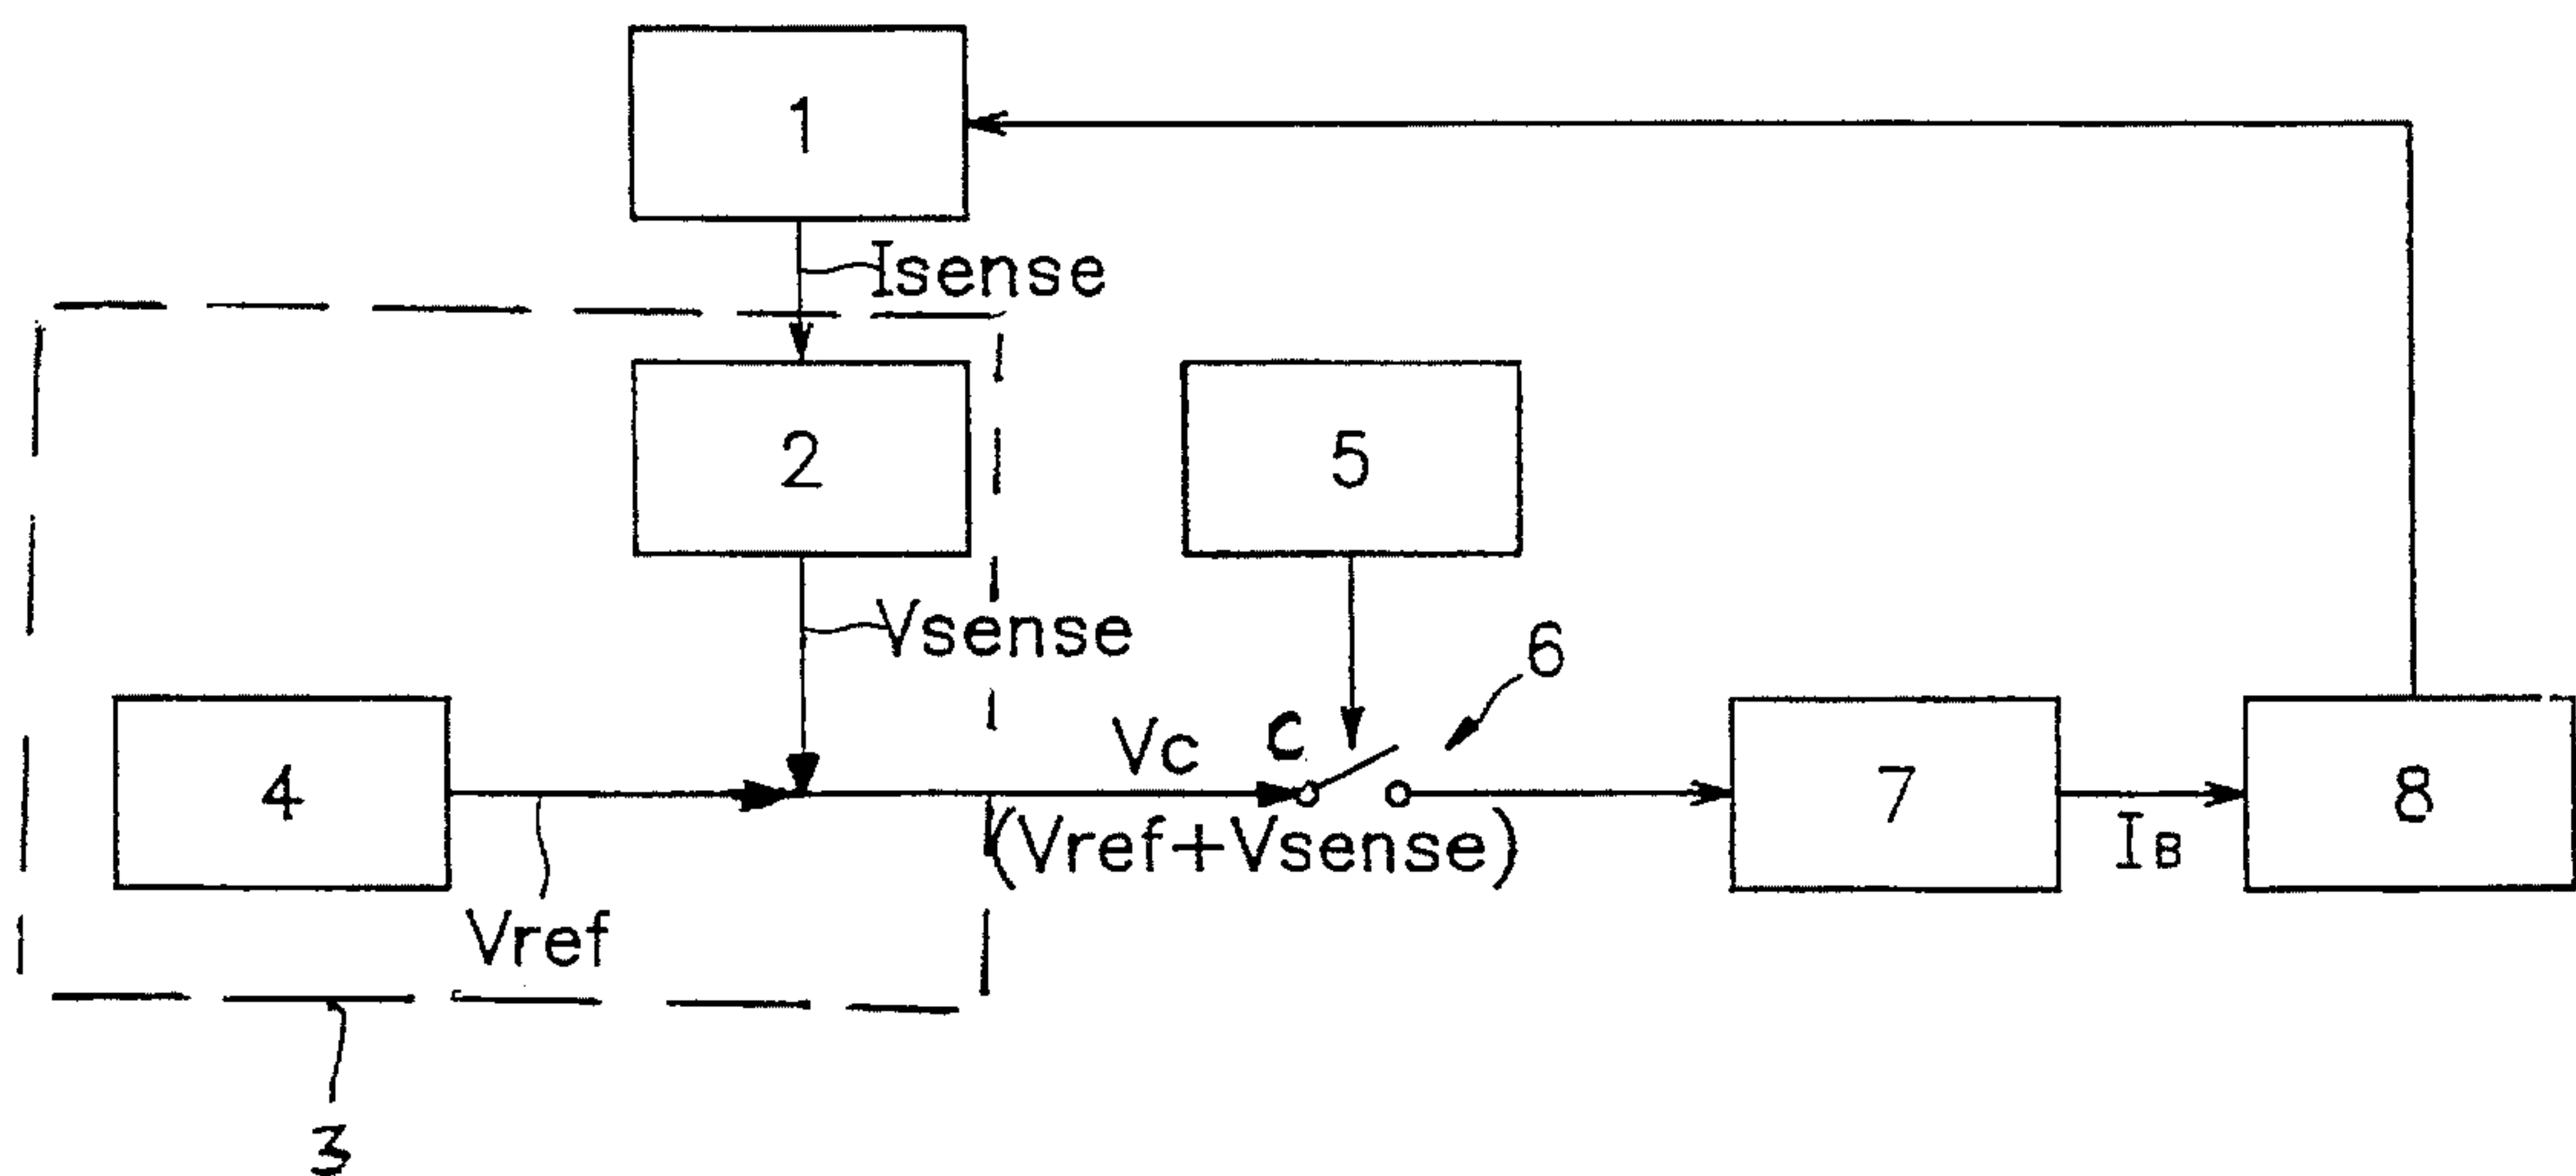 1
Isense
2
5
Vsense
6
4
Vc
C
7
8
(Vref+Vsense)
IB
Vref
3